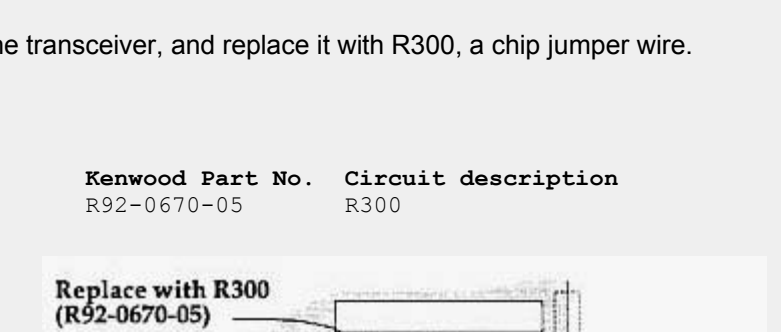 he transceiver, and replace it with R300, a chip jumper wire.
Kenwood Part No. Circuit description
R92-0670-05 R300
Replace with R300
(R92-0670-05)